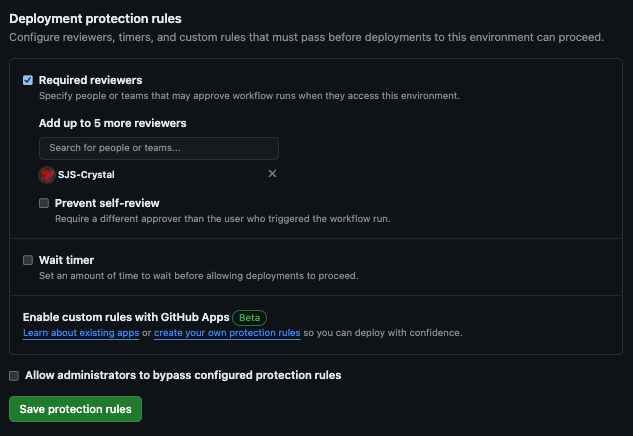 Deployment protection rules
Configure reviewers, timers, and custom rules that must pass before deployments to this environment can proceed.
Required reviewers
Specify people or teams that may approve workflow runs when they access this environment.
Add up to 5 more reviewers
Search for people or teams...
SJS-Crystal
Prevent self-review
Require a different approver than the user who triggered the workflow run.
Wait timer
Set an amount of time to wait before allowing deployments to proceed.
Enable custom rules with GitHub Apps Beta
Learn about existing apps or create your own protection rules so you can deploy with confidence.
Allow administrators to bypass configured protection rules
Save protection rules